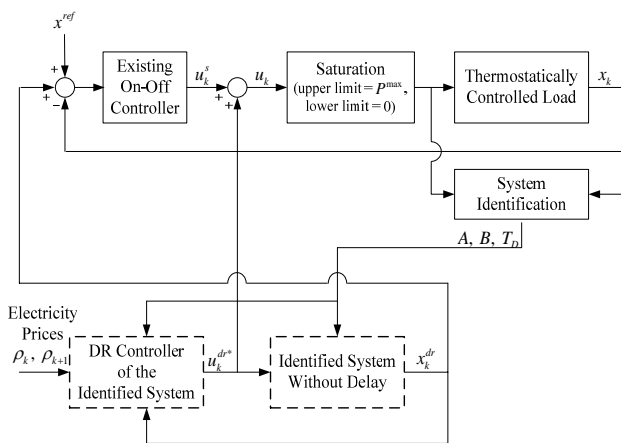 x^{ref}
+
+
−
Existing
On-Off
Controller
u_k^s
+
+
u_k
Saturation
(upper limit = P^{max},
lower limit = 0)
Thermostatically
Controlled Load
x_k
System
Identification
A, B, T_D
Electricity
Prices
ρ_k, ρ_{k+1}
DR Controller
of the
Identified System
u_k^{dr*}
Identified System
Without Delay
x_k^{dr}